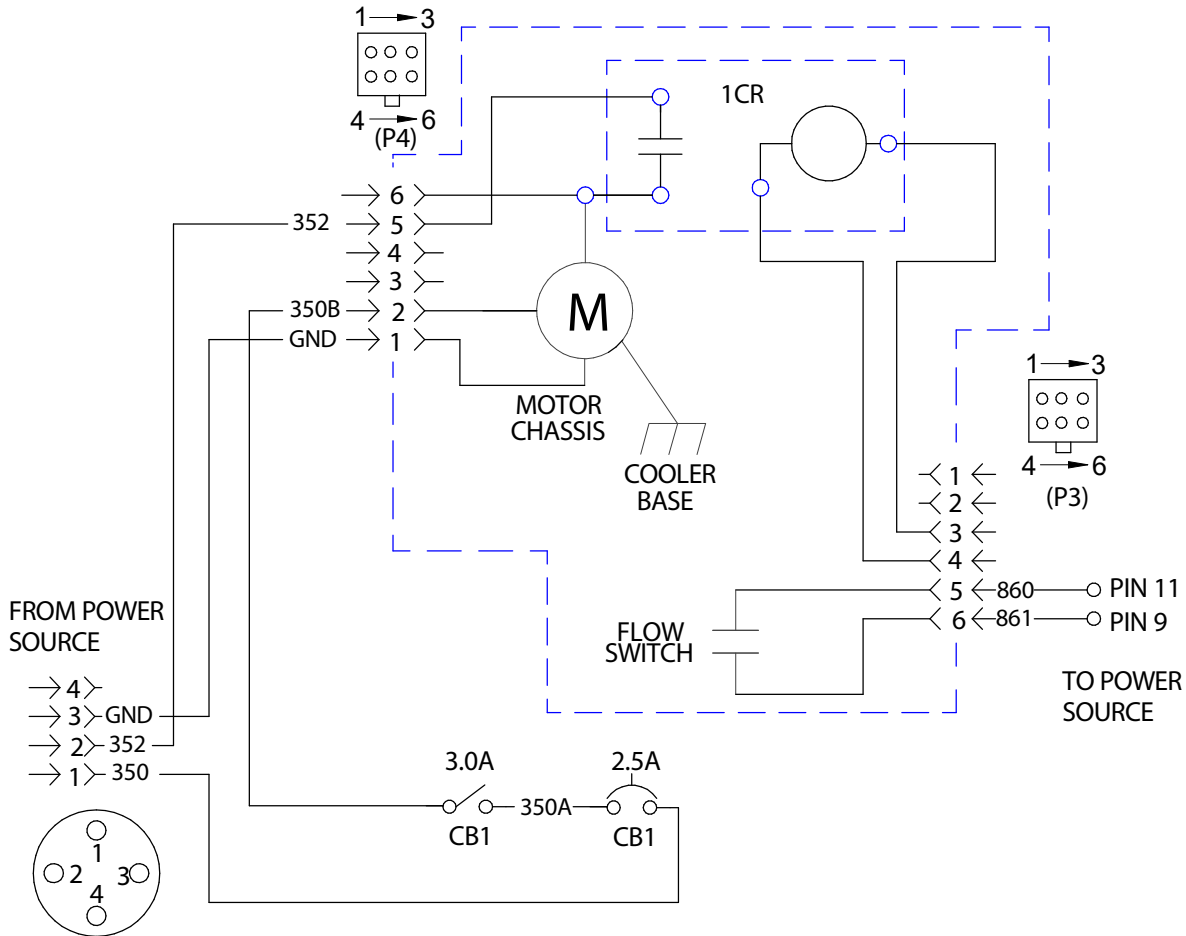 1 3
4 6
(P4)
1CR
6
352 5
4
3
350B 2
GND 1
M
MOTOR
CHASSIS
COOLER
BASE
1 3
4 6
(P3)
1
2
3
4
5 860 PIN 11
6 861 PIN 9
FLOW
SWITCH
TO POWER
SOURCE
FROM POWER
SOURCE
4
3 GND
2 352
1 350
3.0A
350A
CB1
2.5A
CB1
1
2 3
4